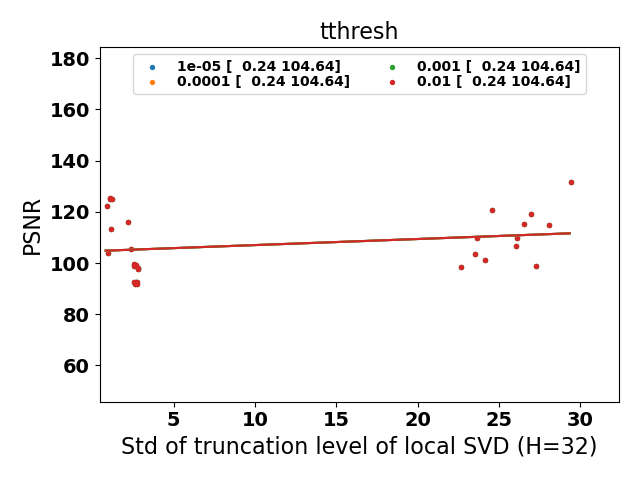 tthresh
1e-05 [  0.24 104.64]
0.0001 [  0.24 104.64]
0.001 [  0.24 104.64]
0.01 [  0.24 104.64]
PSNR
180
160
140
120
100
80
60
5 10 15 20 25 30
Std of truncation level of local SVD (H=32)